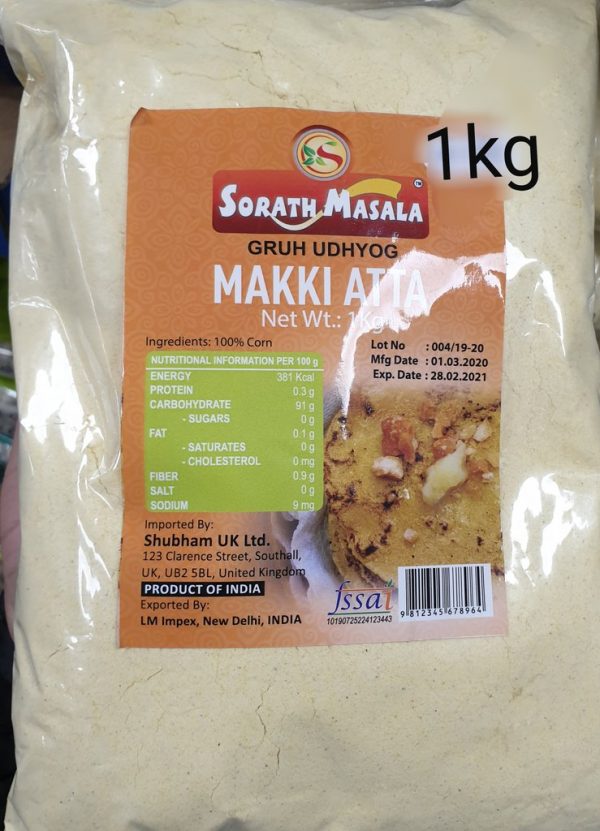 1kg
S
SORATH MASALA TM
GRUH UDHYOG
MAKKI ATTA
Net Wt.: 1Kg
Ingredients: 100% Corn
Lot No : 004/19-20
Mfg Date : 01.03.2020
Exp. Date : 28.02.2021
NUTRITIONAL INFORMATION PER 100 g
ENERGY 381 Kcal
PROTEIN 0.3 g
CARBOHYDRATE 91 g
- SUGARS 0 g
FAT 0.1 g
- SATURATES 0 g
- CHOLESTEROL 0 mg
FIBER 0.9 g
SALT 0 g
SODIUM 9 mg
Imported By:
Shubham UK Ltd.
123 Clarence Street, Southall,
UK, UB2 5BL, United Kingdom
PRODUCT OF INDIA
Exported By:
LM Impex, New Delhi, INDIA
fssai
10190725224123443
9 812345 678964